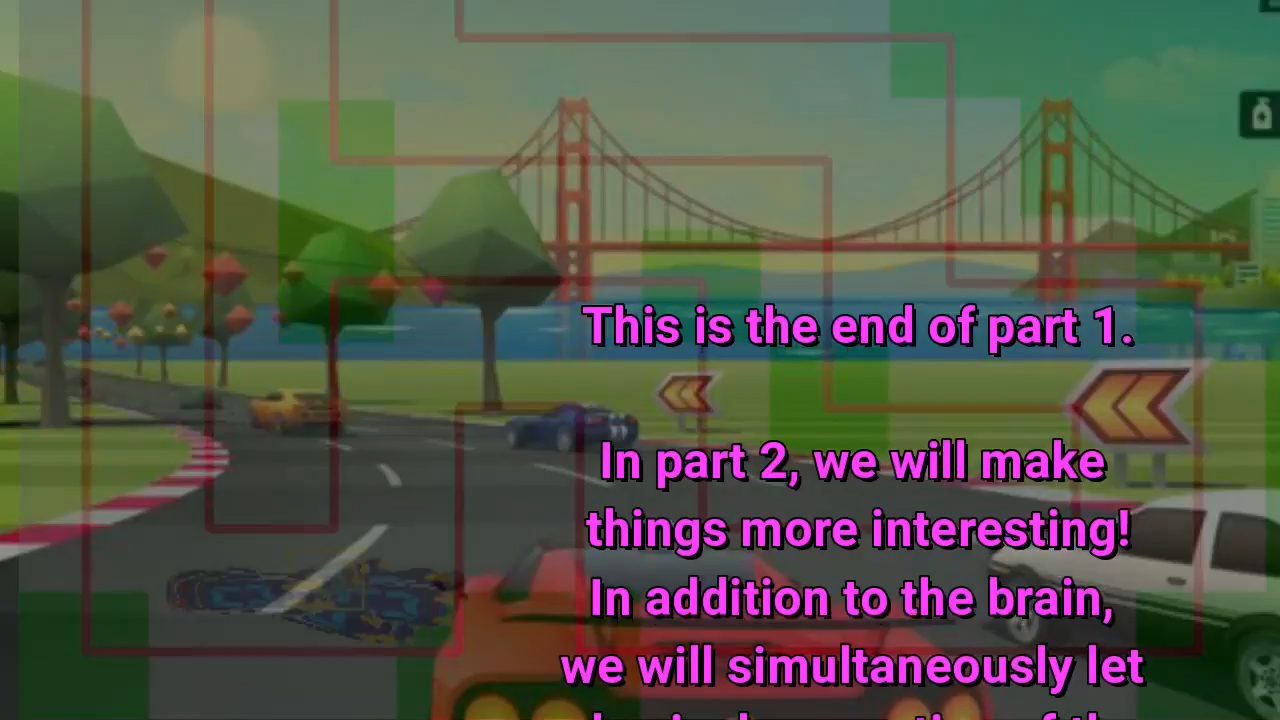 This is the end of part 1.
In part 2, we will make
things more interesting!
In addition to the brain,
we will simultaneously let